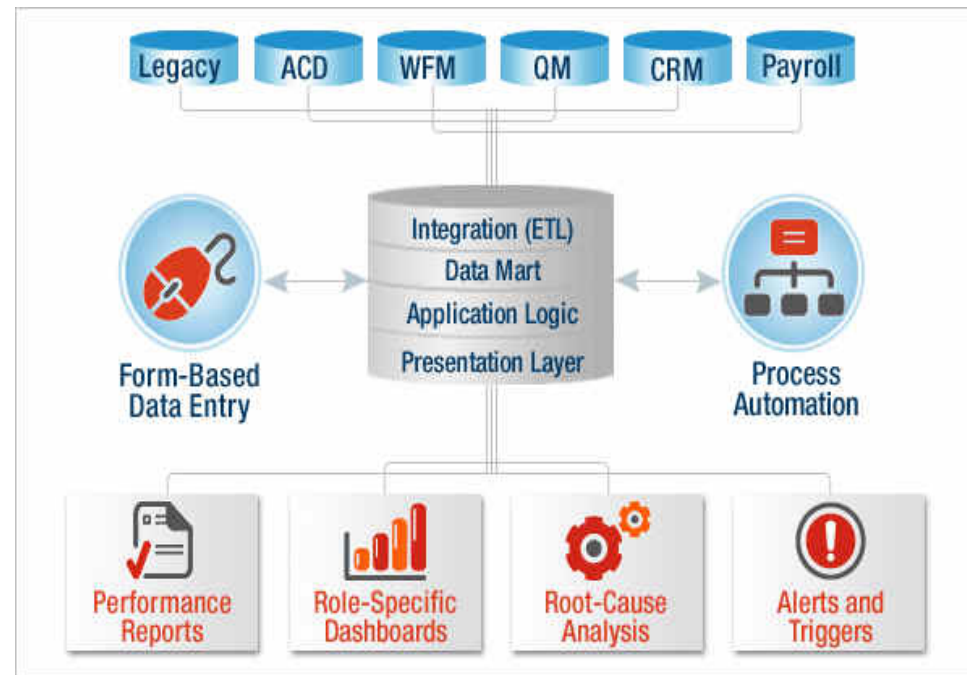 Legacy
ACD
WFM
QM
CRM
Payroll
Integration (ETL)
Data Mart
Application Logic
Presentation Layer
Form-Based
Data Entry
Process
Automation
Performance
Reports
Role-Specific
Dashboards
Root-Cause
Analysis
Alerts and
Triggers